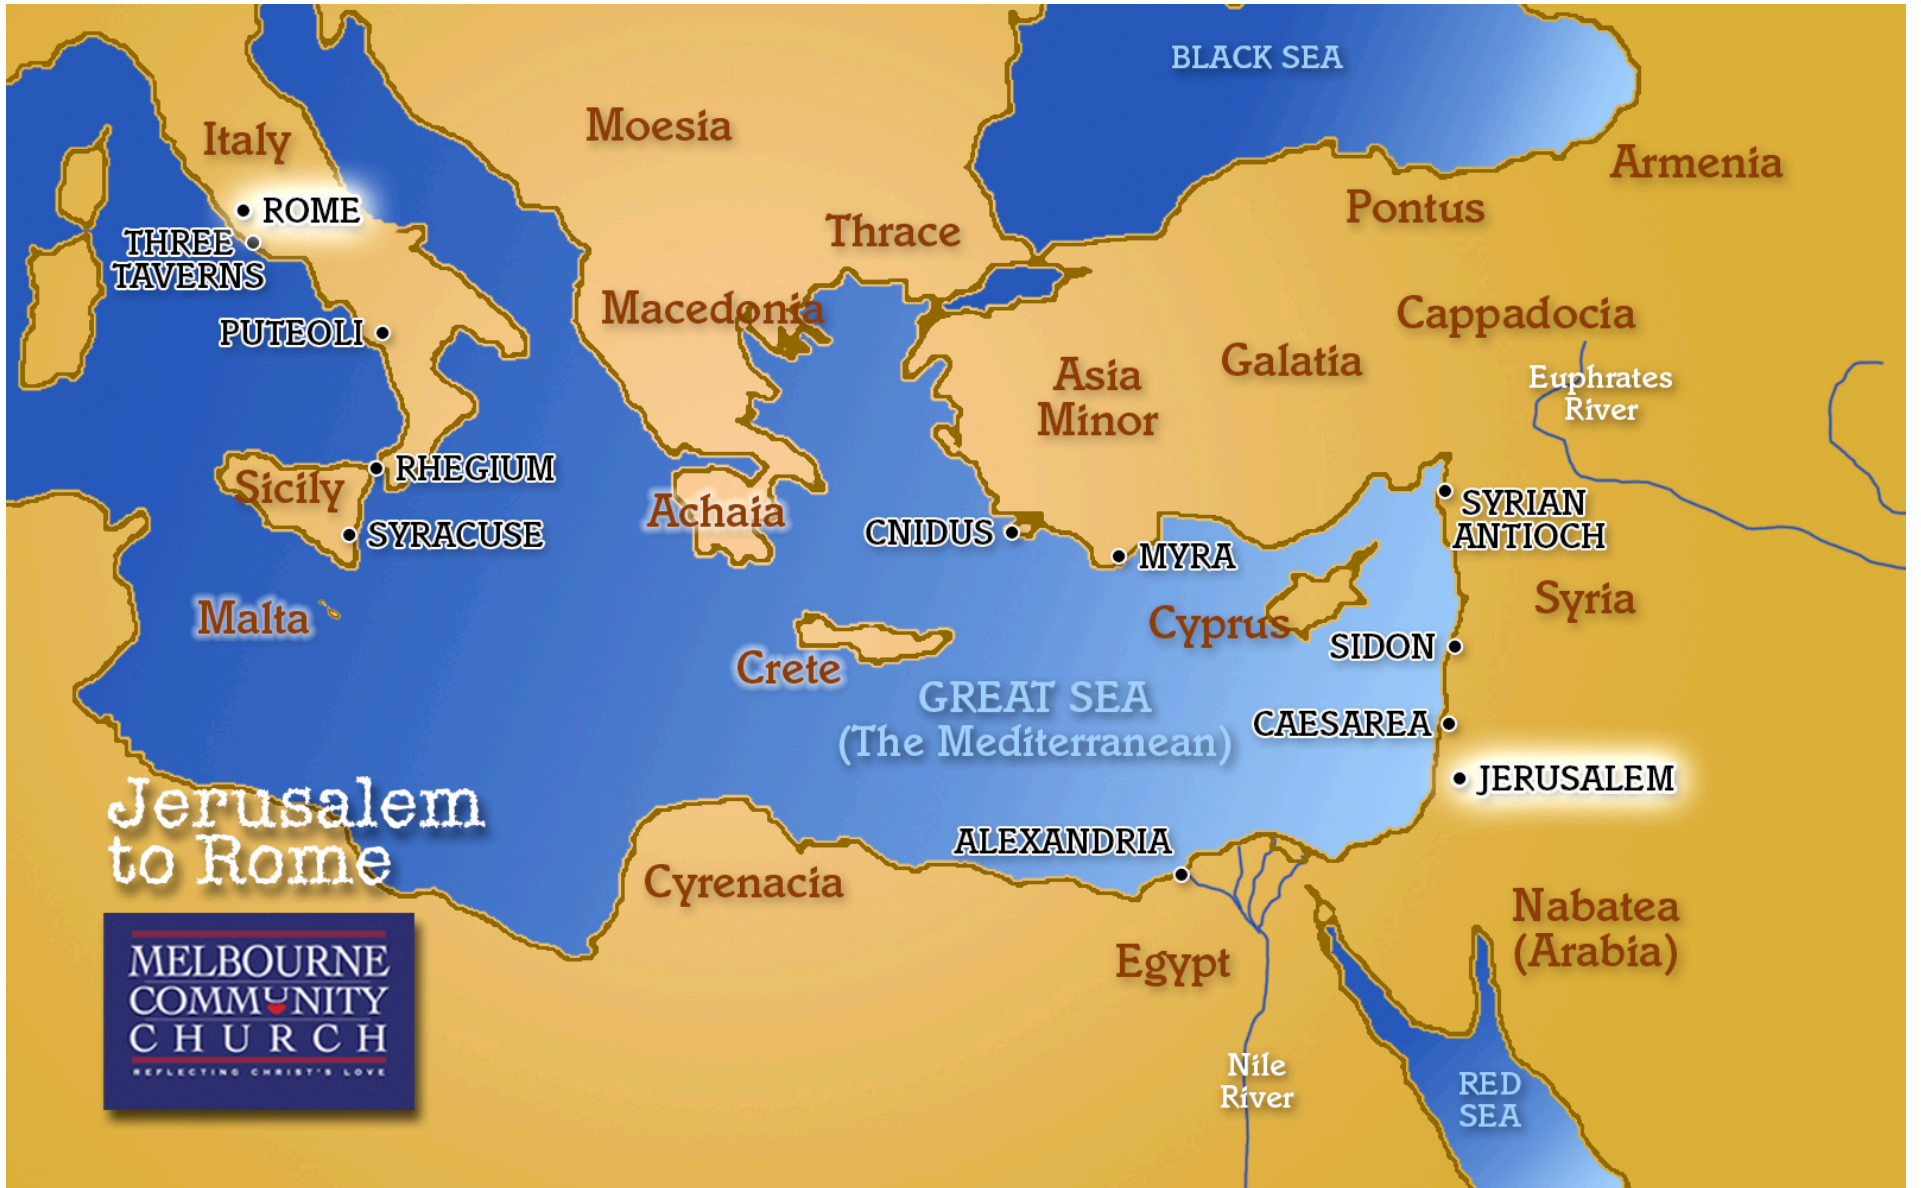 BLACK SEA
Moesia
Italy
Armenia
Pontus
ROME
Thrace
THREE
TAVERNS
Macedonia
Cappadocia
PUTEOLI
Galatia
Asia
Minor
Euphrates
River
RHEGIUM
Sicily
Achaia
SYRIAN
ANTIOCH
SYRACUSE
CNIDUS
MYRA
Syria
Malta
Cyprus
SIDON
Crete
GREAT SEA
(The Mediterranean)
CAESAREA
JERUSALEM
Jerusalem
to Rome
ALEXANDRIA
Cyrenacia
Nabatea
(Arabia)
Egypt
MELBOURNE
COMMUNITY
CHURCH
REFLECTING CHRIST'S LOVE
Nile
River
RED
SEA